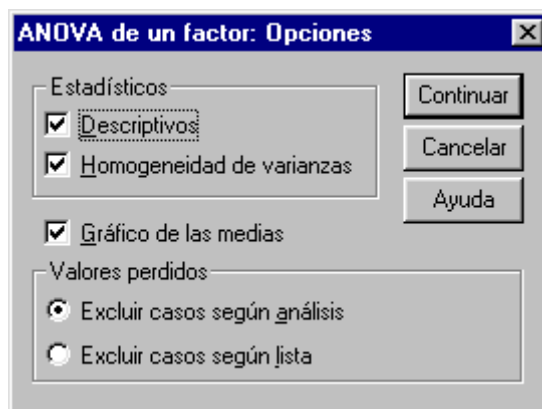 ANOVA de un factor: Opciones
Estadísticos
Descriptivos
Homogeneidad de varianzas
Gráfico de las medias
Valores perdidos
Excluir casos según análisis
Excluir casos según lista
Continuar
Cancelar
Ayuda